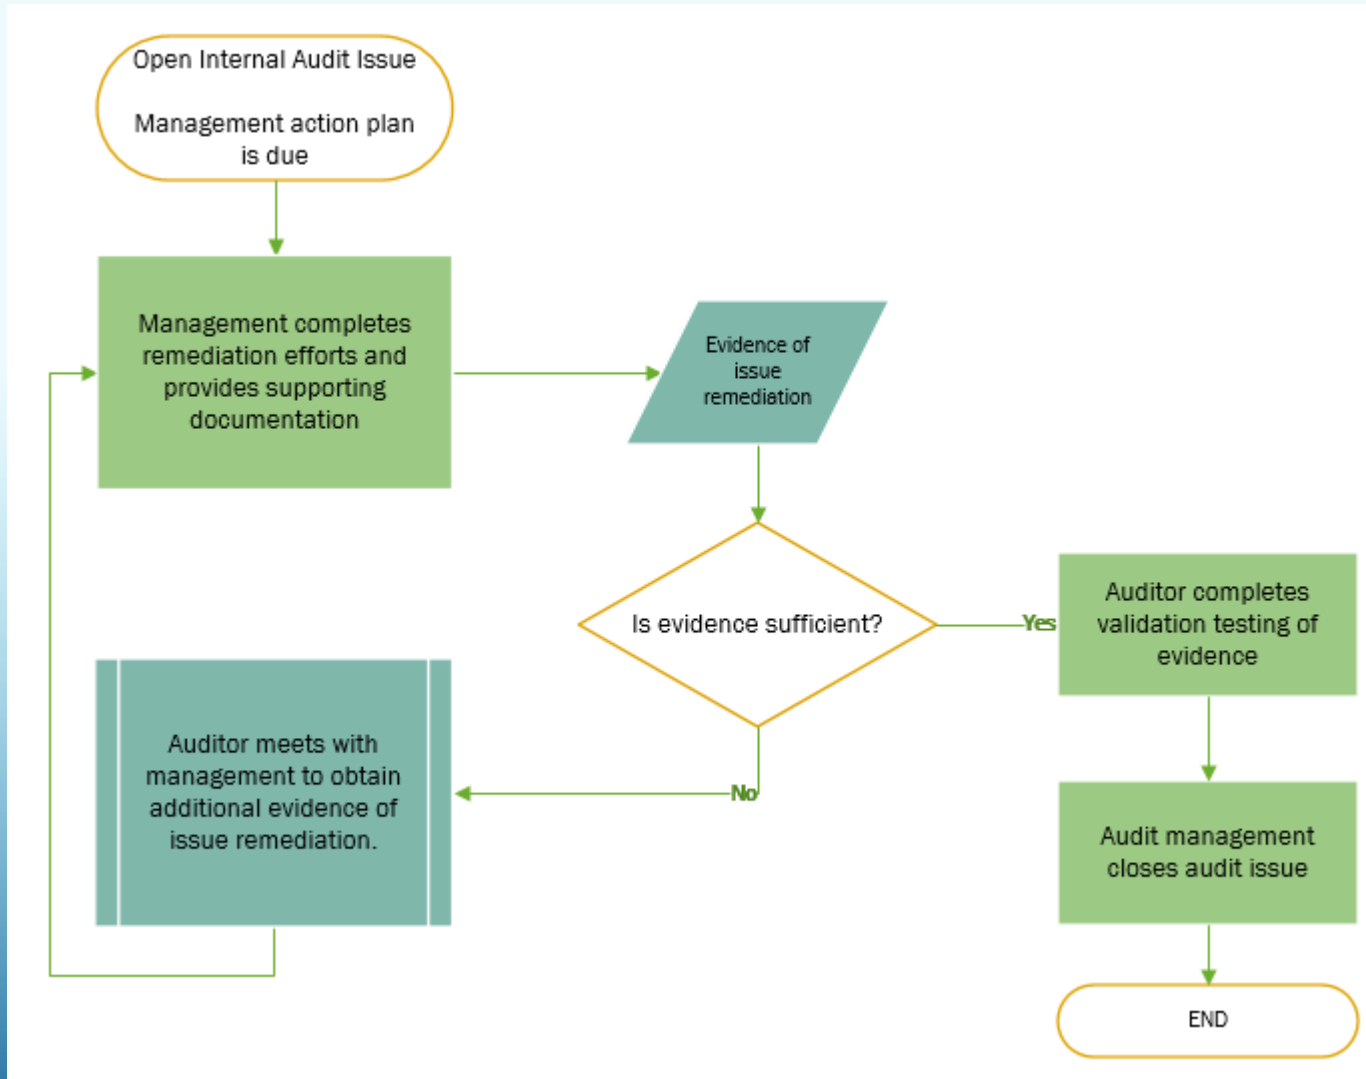 Open Internal Audit Issue
Management action plan
is due
Management completes
remediation efforts and
provides supporting
documentation
Evidence of
issue
remediation
Is evidence sufficient?
Yes
Auditor completes
validation testing of
evidence
No
Auditor meets with
management to obtain
additional evidence of
issue remediation.
Audit management
closes audit issue
END